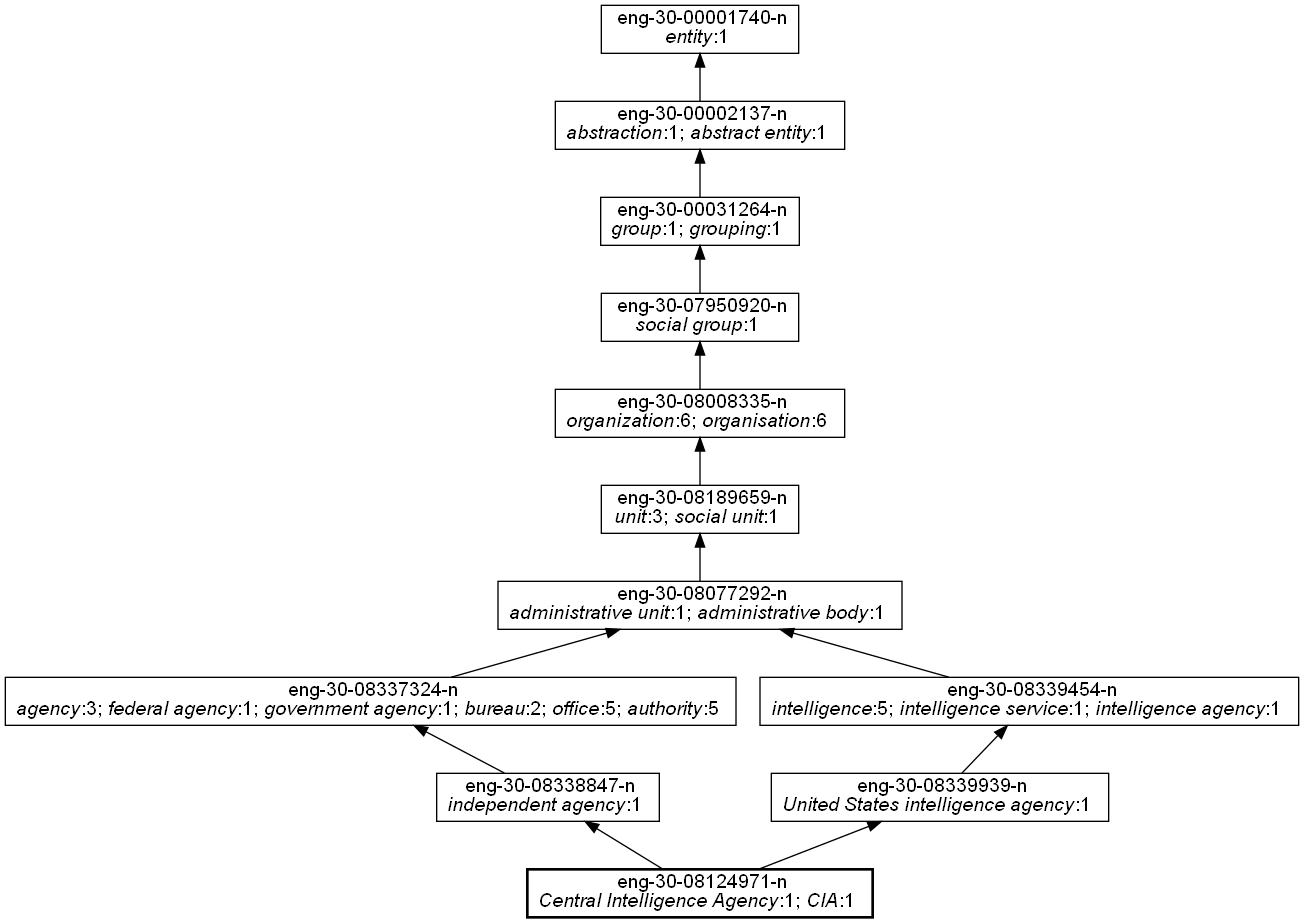 eng-30-00001740-n
entity:1
eng-30-00002137-n
abstraction:1; abstract entity:1
eng-30-00031264-n
group:1; grouping:1
eng-30-07950920-n
social group:1
eng-30-08008335-n
organization:6; organisation:6
eng-30-08189659-n
unit:3; social unit:1
eng-30-08077292-n
administrative unit:1; administrative body:1
eng-30-08337324-n
agency:3; federal agency:1; government agency:1; bureau:2; office:5; authority:5
eng-30-08339454-n
intelligence:5; intelligence service:1; intelligence agency:1
eng-30-08338847-n
independent agency:1
eng-30-08339939-n
United States intelligence agency:1
eng-30-08124971-n
Central Intelligence Agency:1; CIA:1